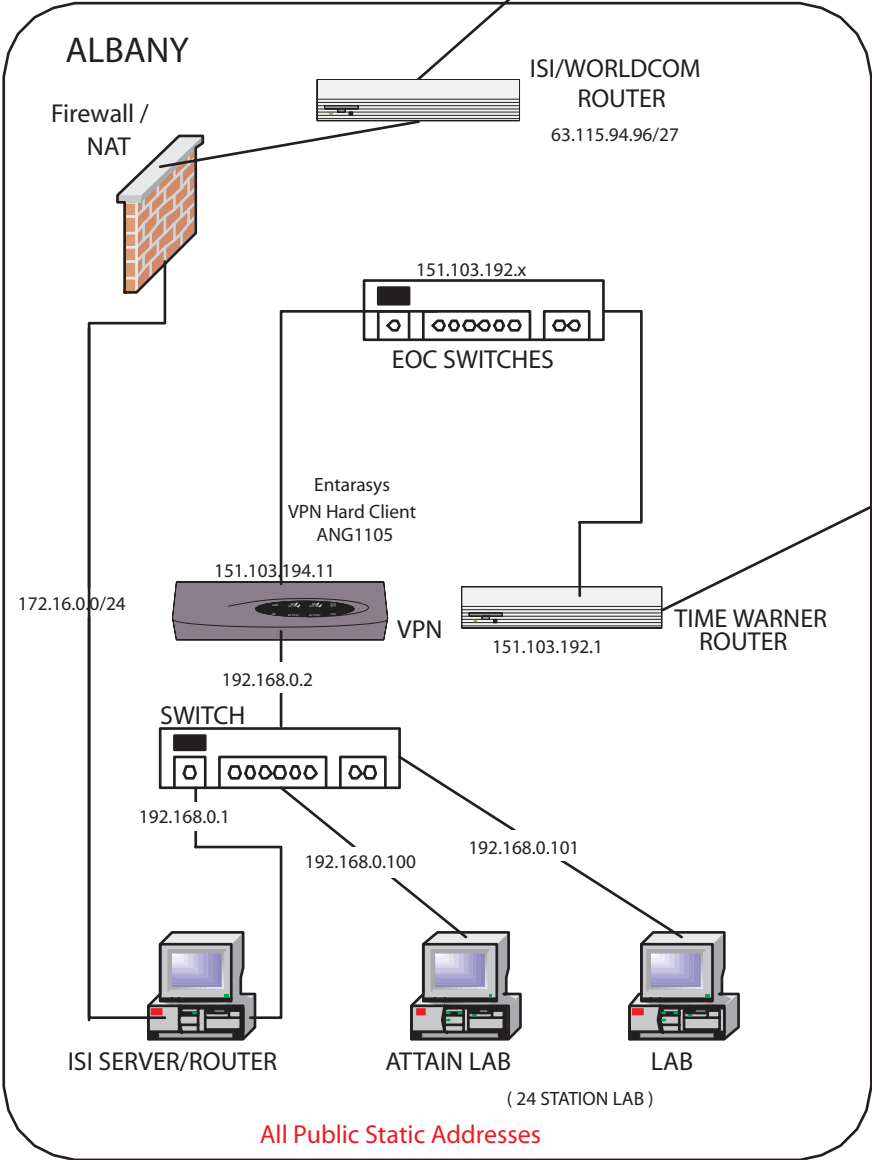 ALBANY
ISI/WORLDCOM
ROUTER
63.115.94.96/27
Firewall /
NAT
151.103.192.x
EOC SWITCHES
Entarasys
VPN Hard Client
ANG1105
151.103.194.11
172.16.0.0/24
VPN
TIME WARNER
ROUTER
151.103.192.1
192.168.0.2
SWITCH
192.168.0.1
192.168.0.100
192.168.0.101
ISI SERVER/ROUTER
ATTAIN LAB
LAB
( 24 STATION LAB )
All Public Static Addresses